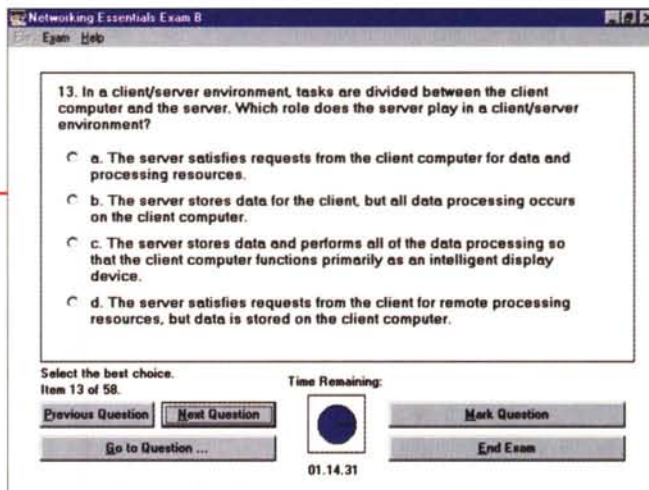 Networking Essentials Exam B
Exam Help
13. In a client/server environment, tasks are divided between the client
computer and the server. Which role does the server play in a client/server
environment?
a. The server satisfies requests from the client computer for data and
processing resources.
b. The server stores data for the client, but all data processing occurs
on the client computer.
c. The server stores data and performs all of the data processing so
that the client computer functions primarily as an intelligent display
device.
d. The server satisfies requests from the client for remote processing
resources, but data is stored on the client computer.
Select the best choice.
Item 13 of 58.
Time Remaining:
Previous Question Next Question Mark Question
Go to Question ... End Exam
01.14.31